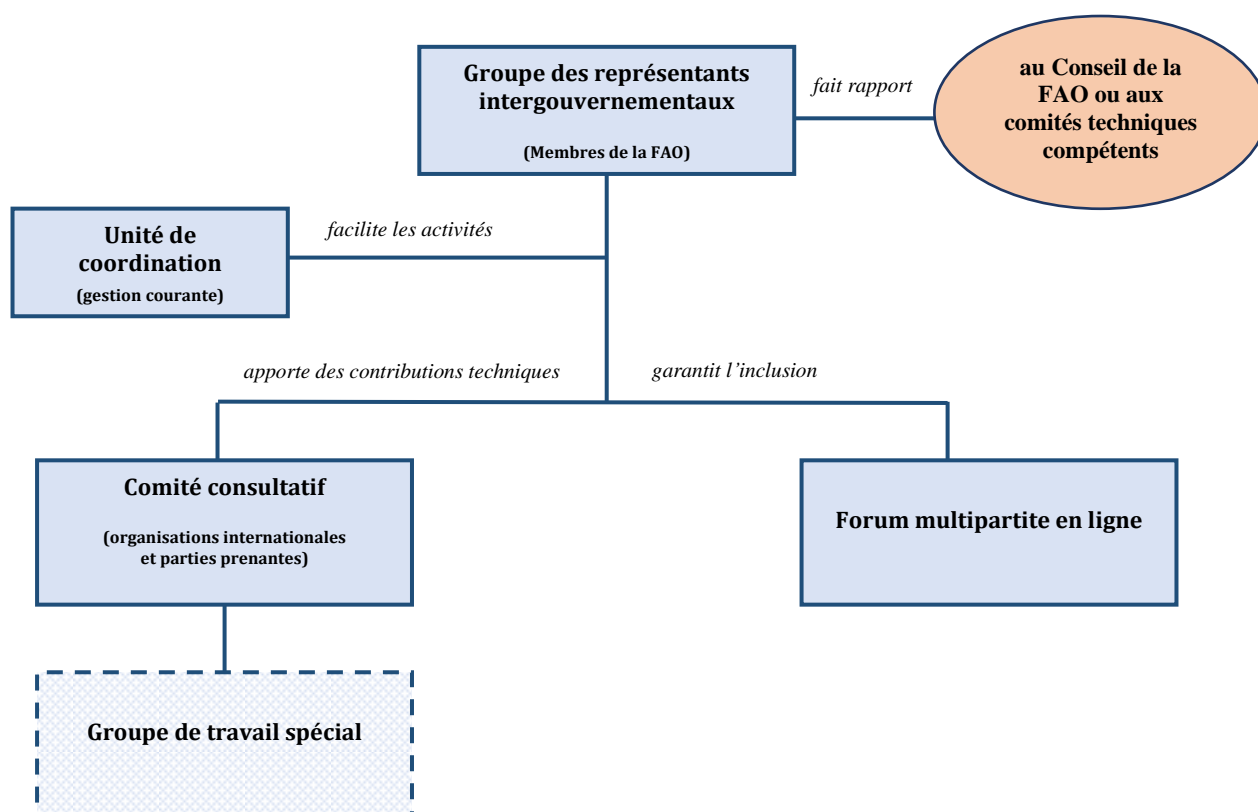 Groupe des représentants
intergouvernementaux
(Membres de la FAO)
fait rapport
au Conseil de la
FAO ou aux
comités techniques
compétents
Unité de
coordination
(gestion courante)
facilite les activités
apporte des contributions techniques
garantit l’inclusion
Comité consultatif
(organisations internationales
et parties prenantes)
Forum multipartite en ligne
Groupe de travail spécial